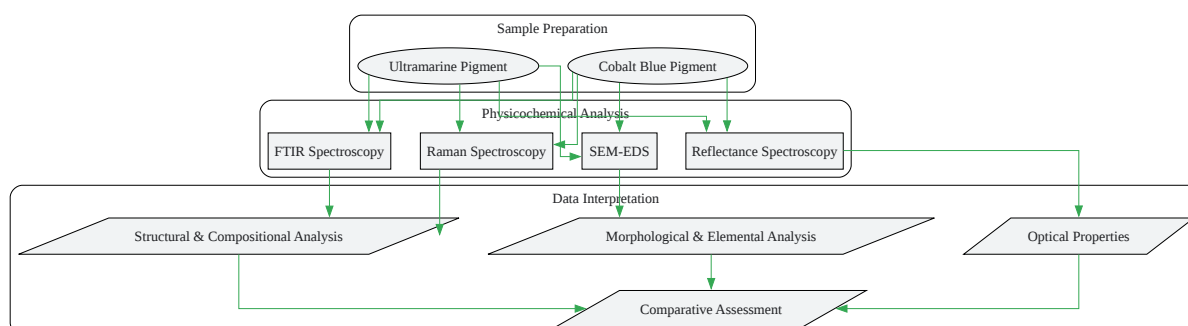 Sample Preparation
Ultramarine Pigment
Cobalt Blue Pigment
Physicochemical Analysis
FTIR Spectroscopy
Raman Spectroscopy
SEM-EDS
Reflectance Spectroscopy
Data Interpretation
Structural & Compositional Analysis
Morphological & Elemental Analysis
Optical Properties
Comparative Assessment